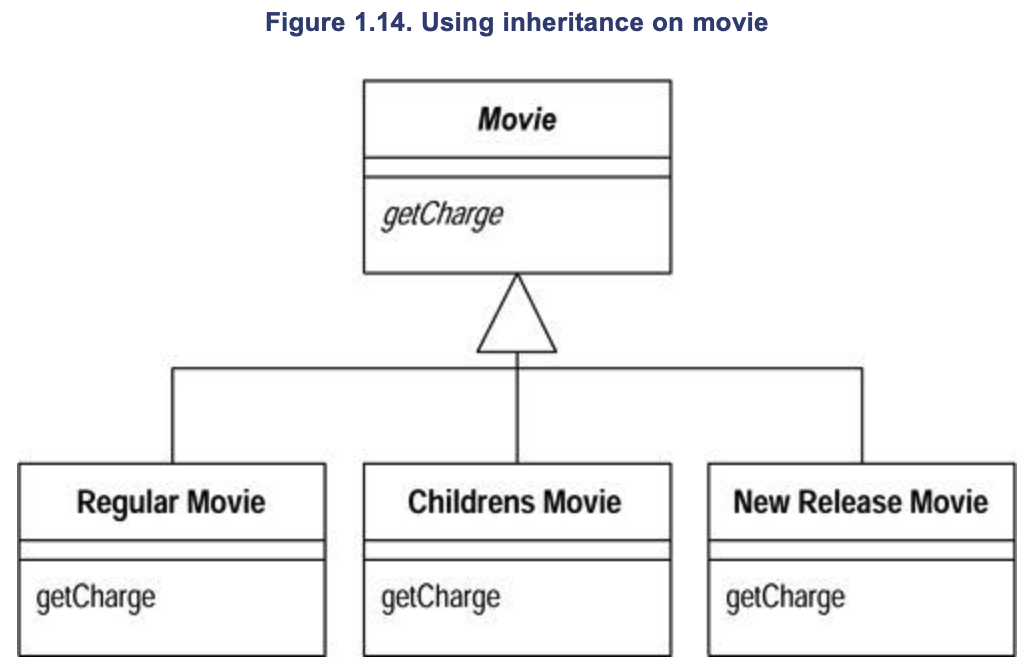 Figure 1.14. Using inheritance on movie
Movie
getCharge
Regular Movie
getCharge
Childrens Movie
getCharge
New Release Movie
getCharge